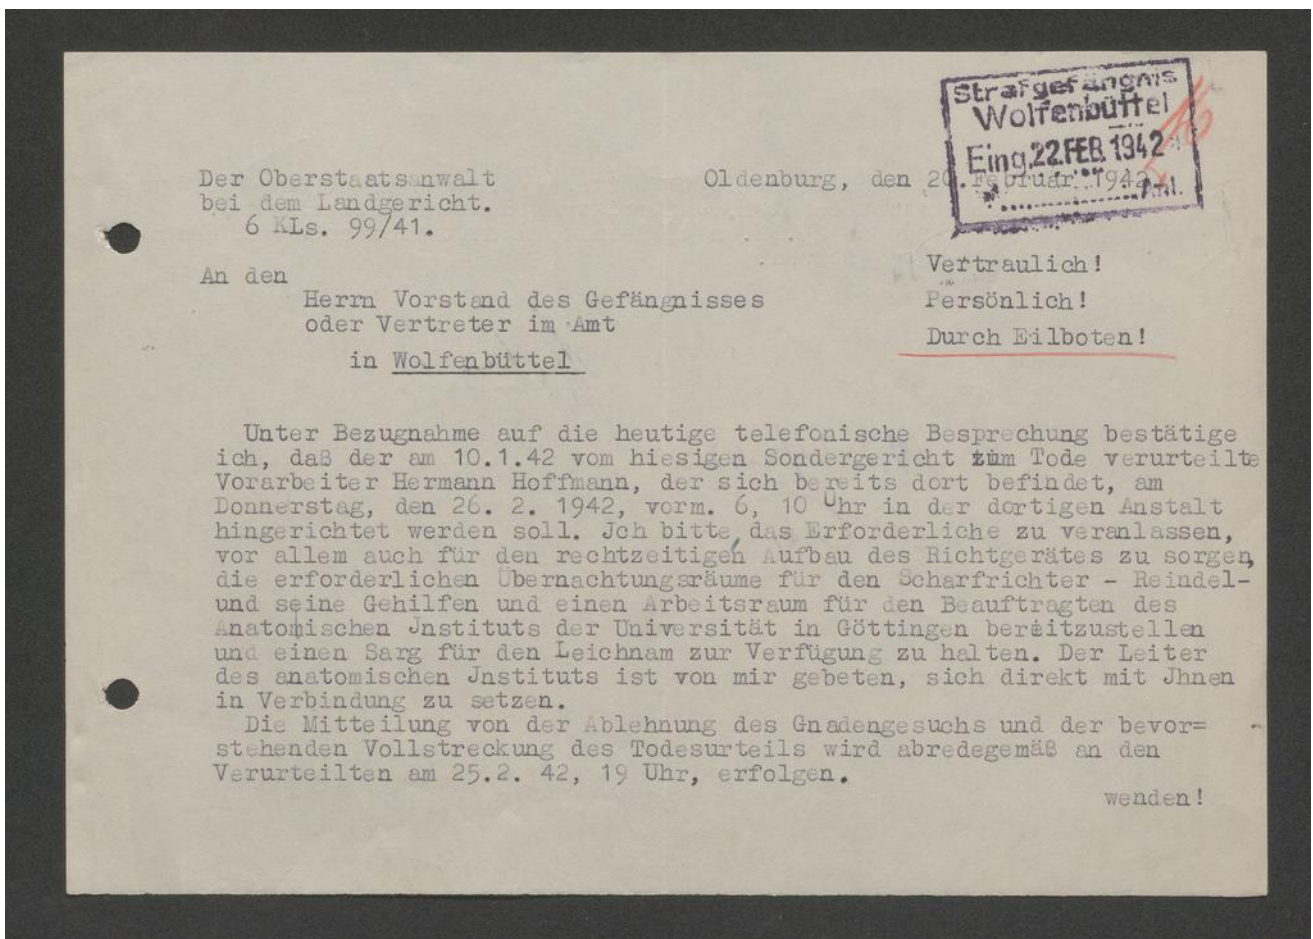 Strafgefängnis
Wolfenbüttel
Eing. 22. FEB. 1942
Anl.
Der Oberstaatsanwalt
bei dem Landgericht.
6 KLs. 99/41.
Oldenburg, den 20. Februar 1942.
Vertraulich!
Persönlich!
Durch Eilboten!
An den
Herrn Vorstand des Gefängnisses
oder Vertreter im Amt
in Wolfenbüttel
Unter Bezugnahme auf die heutige telefonische Besprechung bestätige
ich, daß der am 10.1.42 vom hiesigen Sondergericht zum Tode verurteilte
Vorarbeiter Hermann Hoffmann, der sich bereits dort befindet, am
Donnerstag, den 26. 2. 1942, vorm. 6, 10 Uhr in der dortigen Anstalt
hingerichtet werden soll. Jch bitte, das Erforderliche zu veranlassen,
vor allem auch für den rechtzeitigen Aufbau des Richtgerätes zu sorgen,
die erforderlichen Übernachtungsräume für den Scharfrichter - Reindel-
und seine Gehilfen und einen Arbeitsraum für den Beauftragten des
Anatomischen Jnstituts der Universität in Göttingen bereitzustellen
und einen Sarg für den Leichnam zur Verfügung zu halten. Der Leiter
des anatomischen Jnstituts ist von mir gebeten, sich direkt mit Jhnen
in Verbindung zu setzen.
Die Mitteilung von der Ablehnung des Gnadengesuchs und der bevor=
stehenden Vollstreckung des Todesurteils wird abredegemäß an den
Verurteilten am 25.2. 42, 19 Uhr, erfolgen.
wenden!